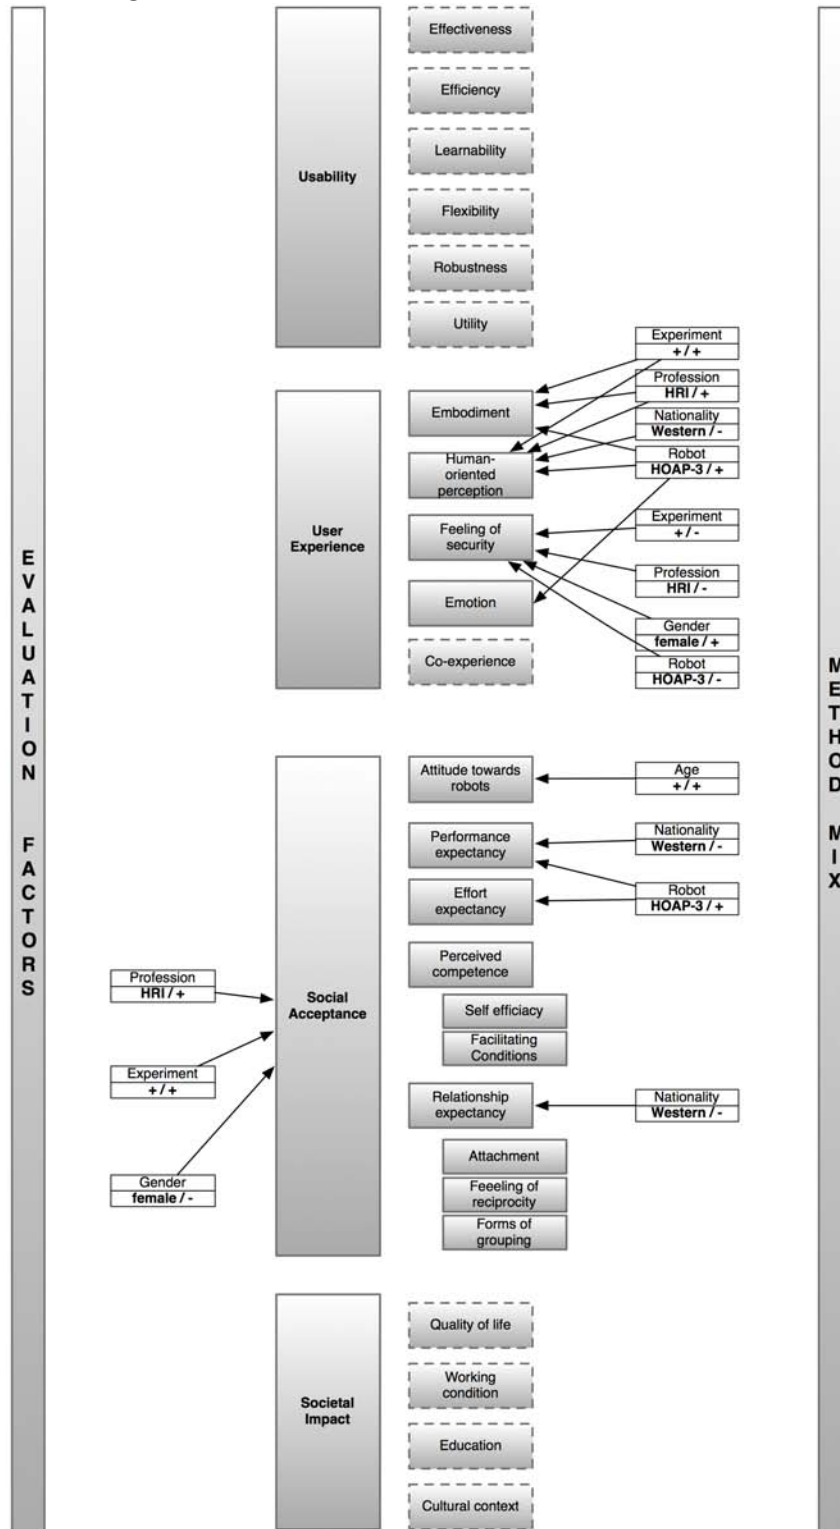 EVALUATION FACTORS
Usability
Effectiveness
Efficiency
Learnability
Flexibility
Robustness
Utility
User
Experience
Embodiment
Human-
oriented
perception
Feeling of
security
Emotion
Co-experience
Experiment
+ / +
Profession
HRI / +
Nationality
Western / -
Robot
HOAP-3 / +
Experiment
+ / -
Profession
HRI / -
Gender
female / +
Robot
HOAP-3 / -
Profession
HRI / +
Experiment
+ / +
Gender
female / -
Social
Acceptance
Attitude towards
robots
Performance
expectancy
Effort
expectancy
Perceived
competence
Self efficiacy
Facilitating
Conditions
Relationship
expectancy
Attachment
Feeeling of
reciprocity
Forms of
grouping
Age
+ / +
Nationality
Western / -
Robot
HOAP-3 / +
Nationality
Western / -
Societal
Impact
Quality of life
Working
condition
Education
Cultural context
METHOD MIX